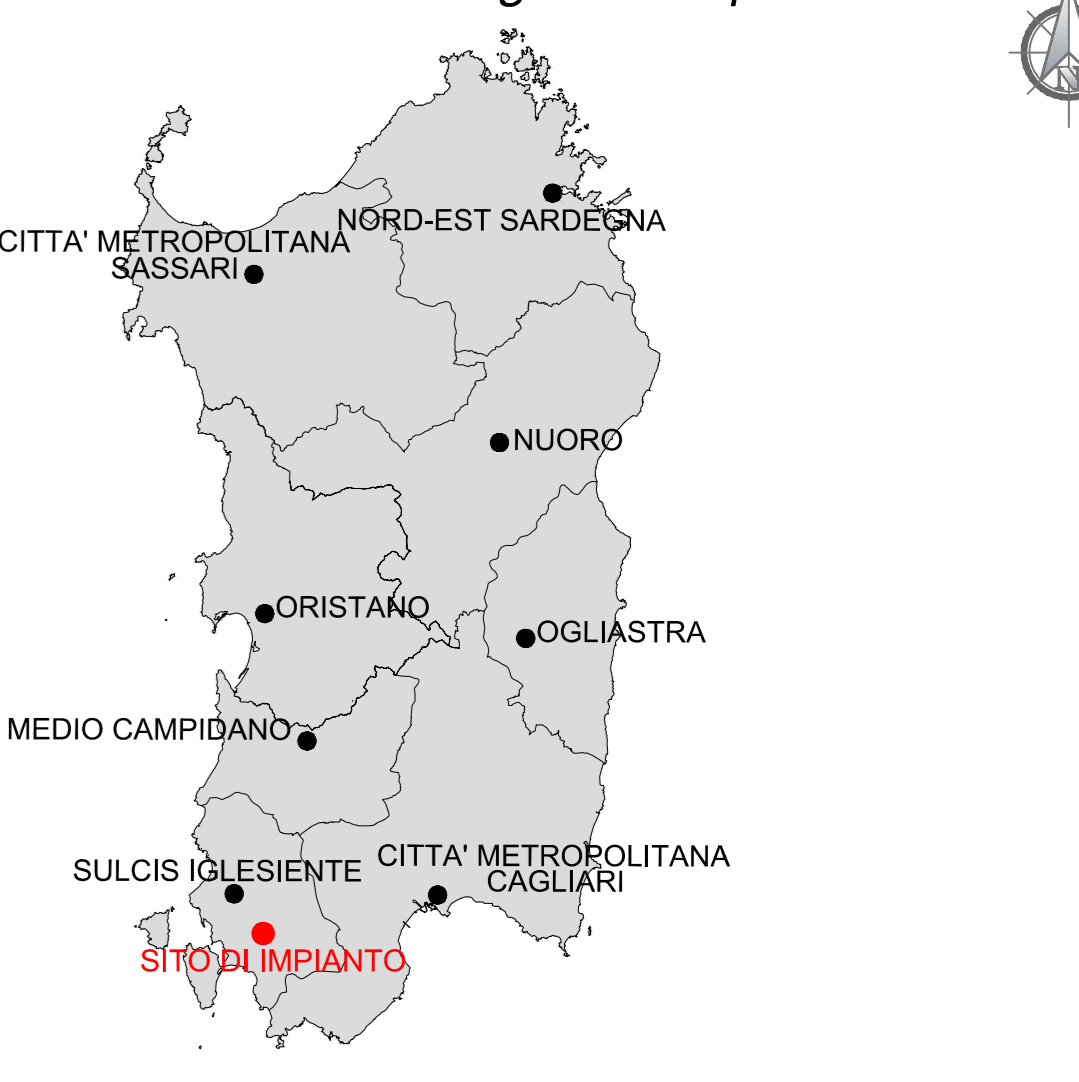 N
NORD-EST SARDEGNA
CITTA' METROPOLITANA
SASSARI
NUORO
ORISTANO
OGLIASTRA
MEDIO CAMPIDANO
CITTA' METROPOLITANA
CAGLIARI
SULCIS IGLESIENTE
SITO DI IMPIANTO